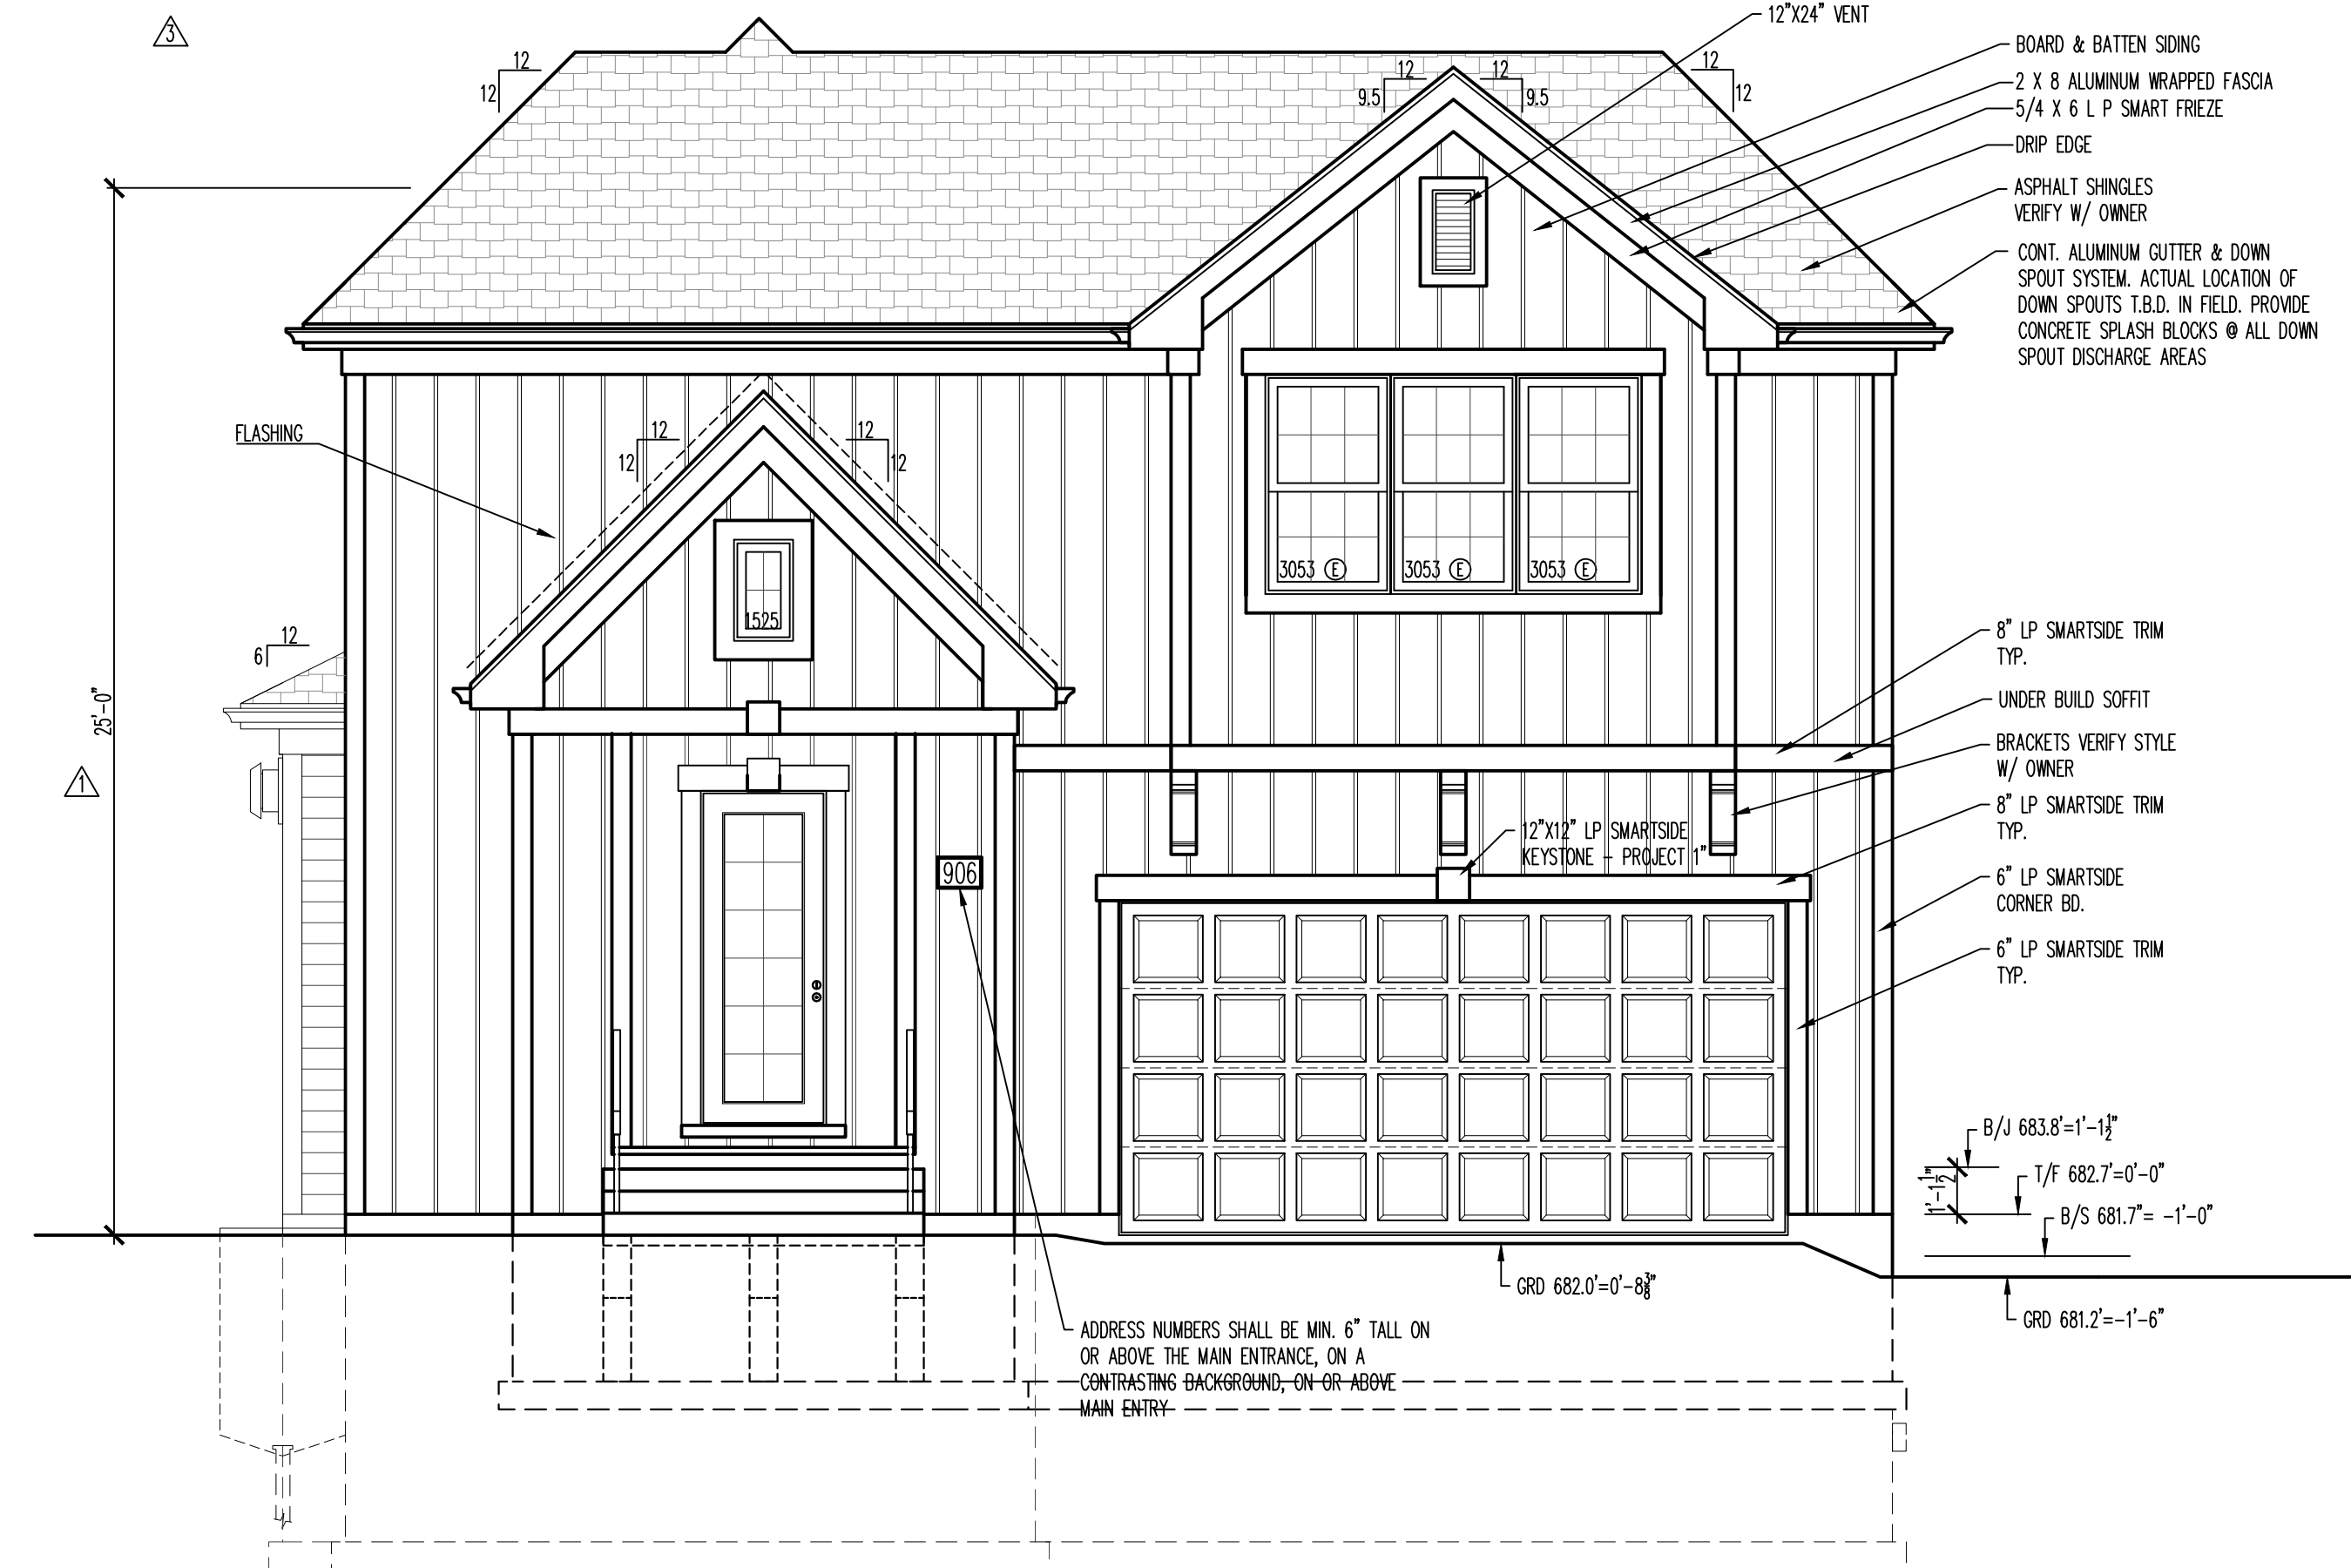 3
12"X24" VENT
BOARD & BATTEN SIDING
2 X 8 ALUMINUM WRAPPED FASCIA
5/4 X 6 L P SMART FRIEZE
DRIP EDGE
ASPHALT SHINGLES
VERIFY W/ OWNER
CONT. ALUMINUM GUTTER & DOWN
SPOUT SYSTEM. ACTUAL LOCATION OF
DOWN SPOUTS T.B.D. IN FIELD. PROVIDE
CONCRETE SPLASH BLOCKS @ ALL DOWN
SPOUT DISCHARGE AREAS
12
12
12
9.5
12
9.5
12
12
FLASHING
12
12
12
12
3053 E
3053 E
3053 E
1525
12
6
25'-0"
1
8" LP SMARTSIDE TRIM
TYP.
UNDER BUILD SOFFIT
BRACKETS VERIFY STYLE
W/ OWNER
8" LP SMARTSIDE TRIM
TYP.
12"X12" LP SMARTSIDE
KEYSTONE - PROJECT 1"
6" LP SMARTSIDE
CORNER BD.
6" LP SMARTSIDE TRIM
TYP.
906
B/J 683.8'=1'-1½"
1'-1½"
T/F 682.7'=0'-0"
B/S 681.7"= -1'-0"
GRD 682.0'=0'-8⅜"
GRD 681.2'=-1'-6"
ADDRESS NUMBERS SHALL BE MIN. 6" TALL ON
OR ABOVE THE MAIN ENTRANCE, ON A
CONTRASTING BACKGROUND, ON OR ABOVE
MAIN ENTRY